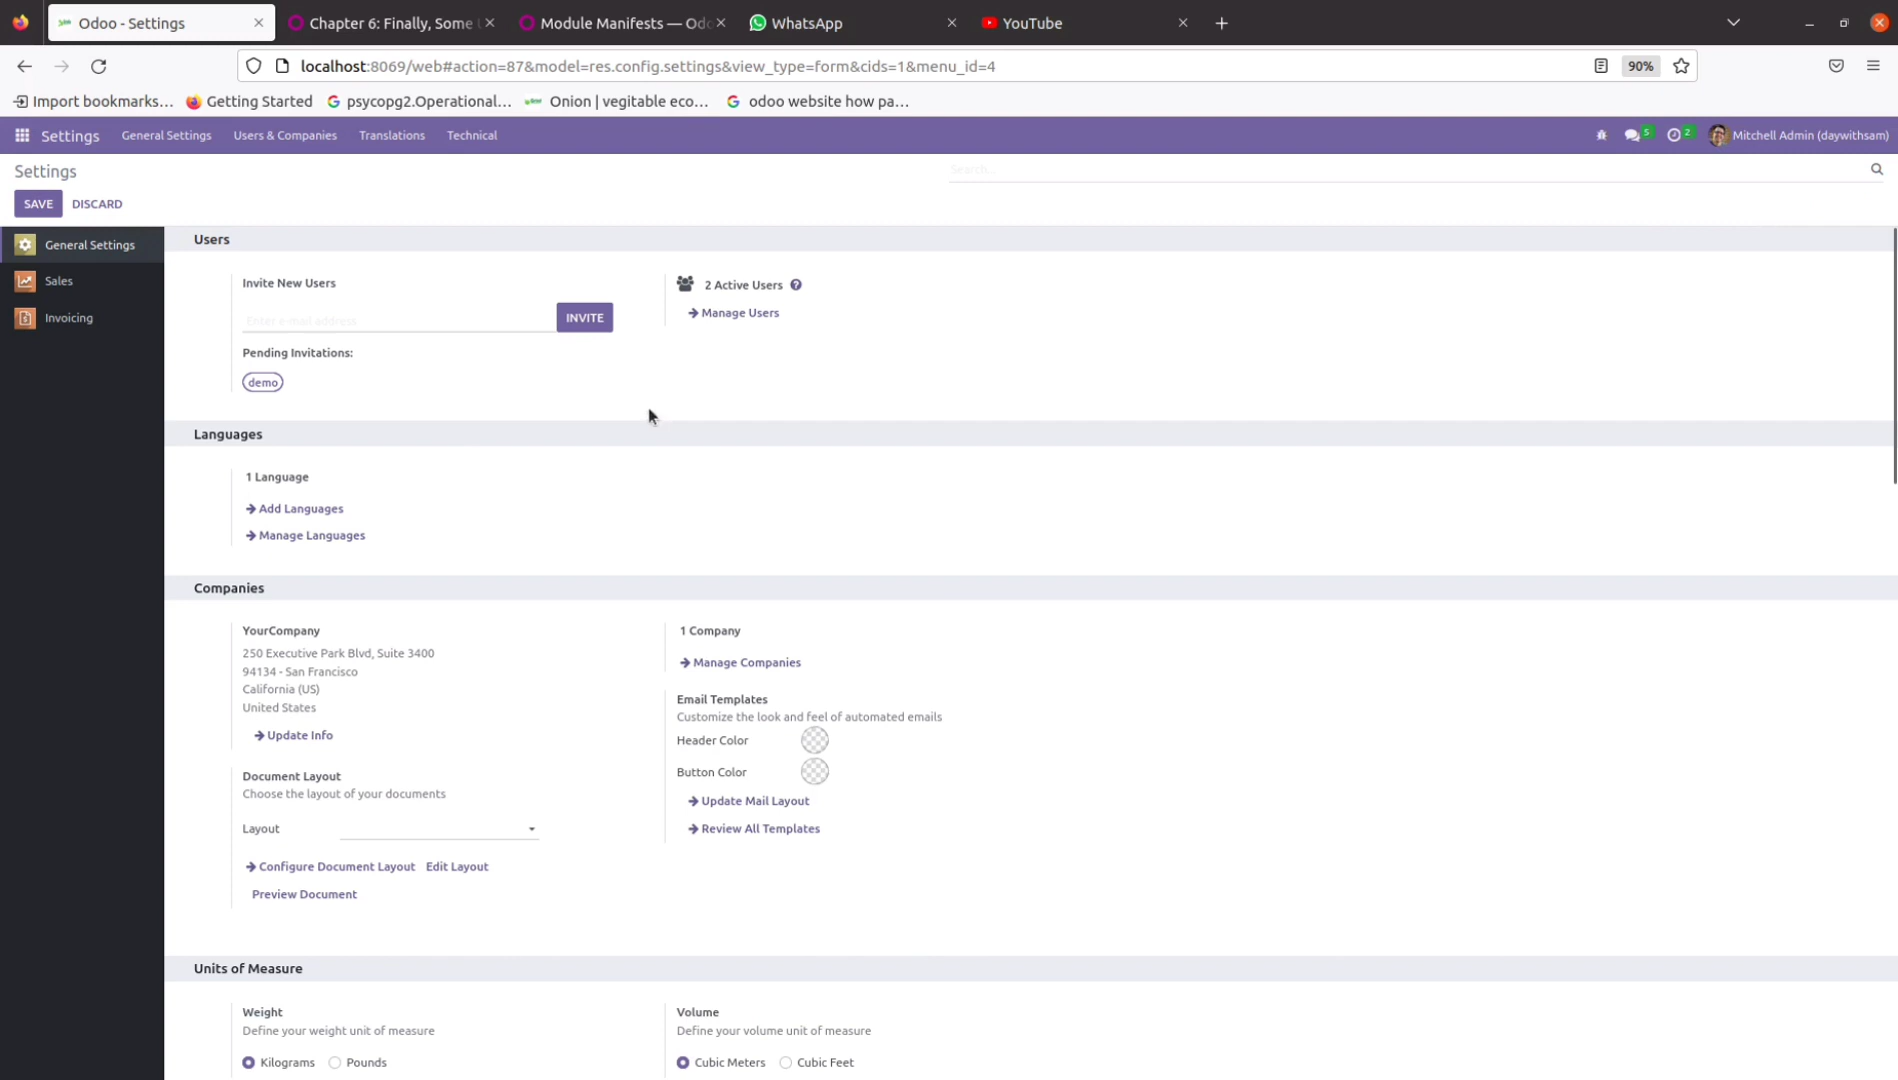 Odoo - Settings
Chapter 6: Finally, Some
Module Manifests — Od
WhatsApp
YouTube
localhost:8069/web#action=87&model=res.config.settings&view_type=form&cids=1&menu_id=4
90%
Import bookmarks...
Getting Started
psycopg2.Operational...
Onion | vegitable eco...
odoo website how pa...
Settings
General Settings
Users & Companies
Translations
Technical
5
2
Mitchell Admin (daywithsam)
Settings
Search...
SAVE
DISCARD
General Settings
Sales
Invoicing
Users
Invite New Users
Enter e-mail address
INVITE
Pending Invitations:
demo
2 Active Users
Manage Users
Languages
1 Language
Add Languages
Manage Languages
Companies
YourCompany
250 Executive Park Blvd, Suite 3400
94134 - San Francisco
California (US)
United States
Update Info
1 Company
Manage Companies
Email Templates
Customize the look and feel of automated emails
Header Color
Button Color
Update Mail Layout
Review All Templates
Document Layout
Choose the layout of your documents
Layout
Configure Document Layout
Edit Layout
Preview Document
Units of Measure
Weight
Define your weight unit of measure
Kilograms
Pounds
Volume
Define your volume unit of measure
Cubic Meters
Cubic Feet